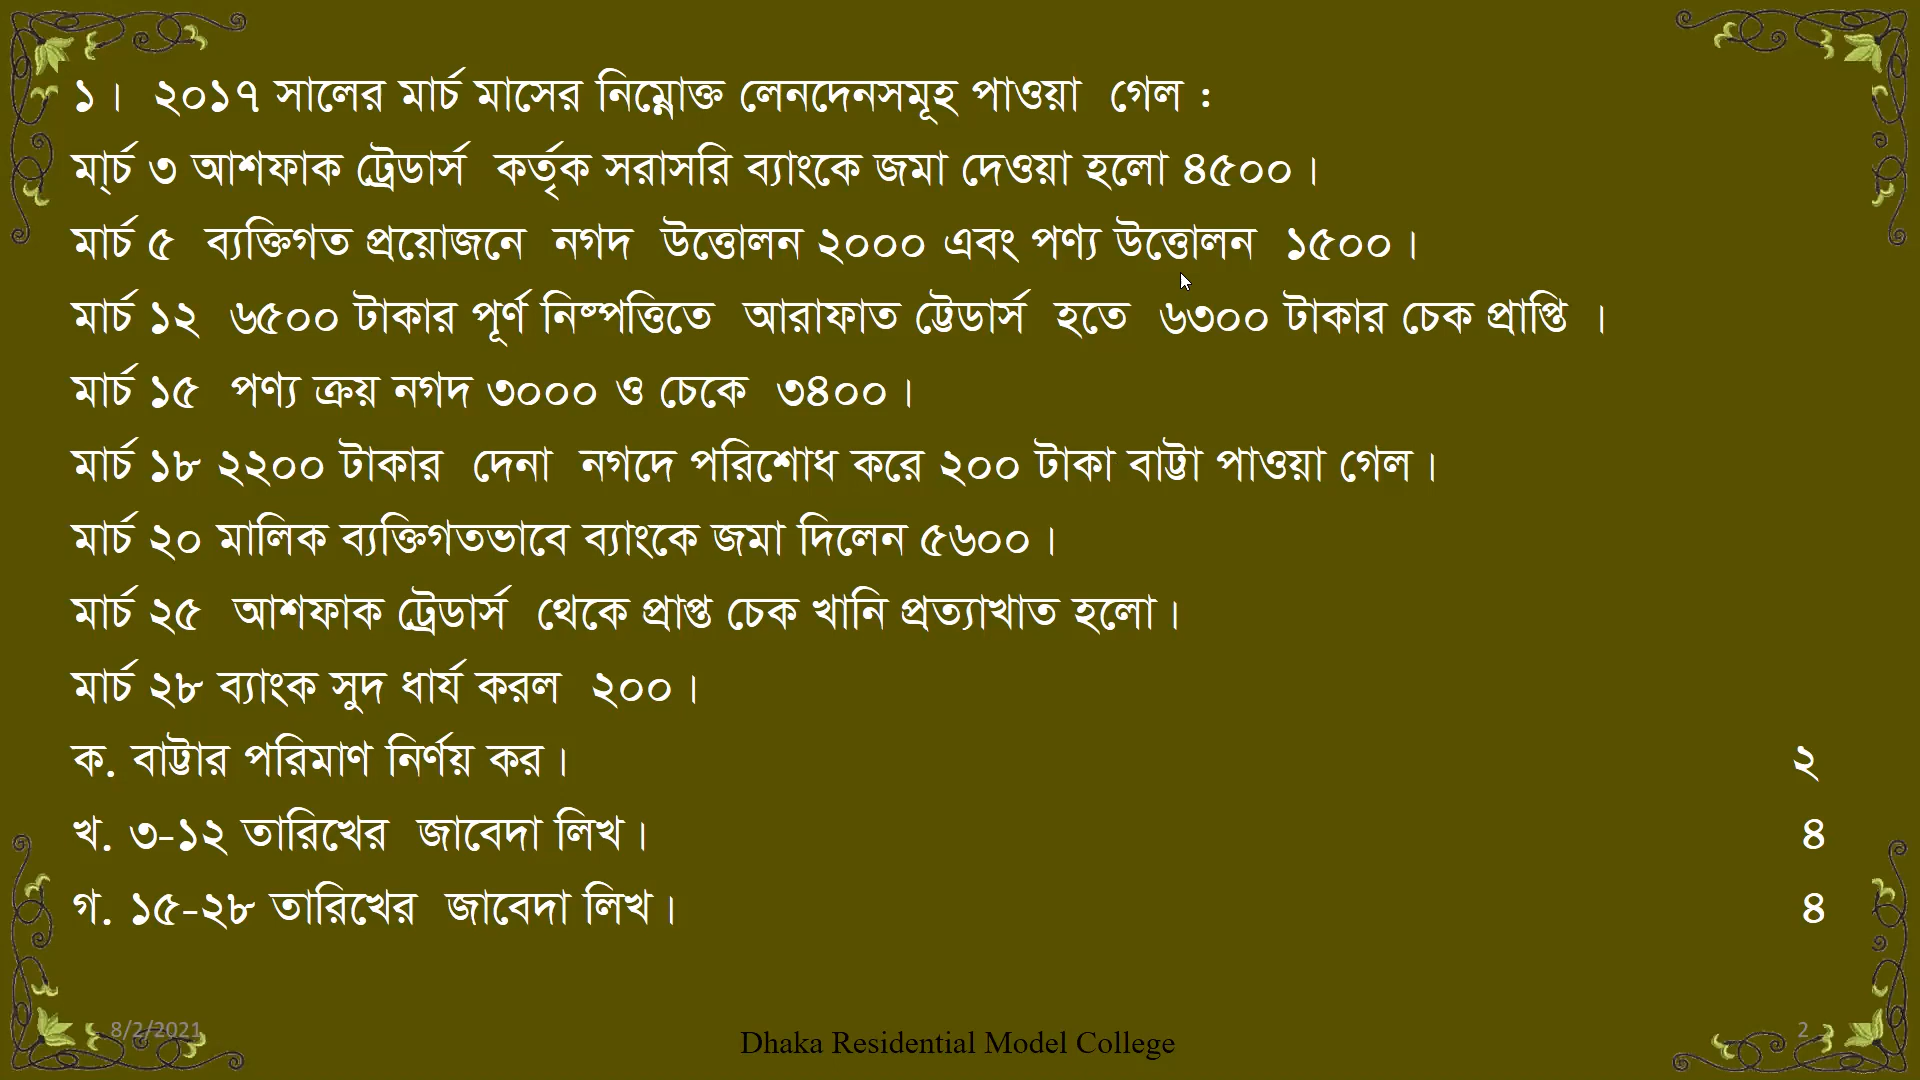 ১। ২০১৭ সালের মার্চ মাসের নিম্নোক্ত লেনদেনসমূহ পাওয়া গেল :
মা্র্চ ৩ আশফাক ট্রেডার্স কর্তৃক সরাসরি ব্যাংকে জমা দেওয়া হলো ৪৫০০।
মার্চ ৫ ব্যক্তিগত প্রয়োজনে নগদ উত্তোলন ২০০০ এবং পণ্য উত্তোলন ১৫০০।
মার্চ ১২ ৬৫০০ টাকার পূর্ণ নিষ্পত্তিতে আরাফাত ট্টেডার্স হতে ৬৩০০ টাকার চেক প্রাপ্তি ।
মার্চ ১৫ পণ্য ক্রয় নগদ ৩০০০ ও চেকে ৩৪০০।
মার্চ ১৮ ২২০০ টাকার দেনা নগদে পরিশোধ করে ২০০ টাকা বাট্টা পাওয়া গেল।
মার্চ ২০ মালিক ব্যক্তিগতভাবে ব্যাংকে জমা দিলেন ৫৬০০।
মার্চ ২৫ আশফাক ট্রেডার্স থেকে প্রাপ্ত চেক খানি প্রত্যাখাত হলো।
মার্চ ২৮ ব্যাংক সুদ ধার্য করল ২০০।
ক. বাট্টার পরিমাণ নির্ণয় কর। ২
খ. ৩-১২ তারিখের জাবেদা লিখ। ৪
গ. ১৫-২৮ তারিখের জাবেদা লিখ। ৪
8/2/2021 Dhaka Residential Model College 2